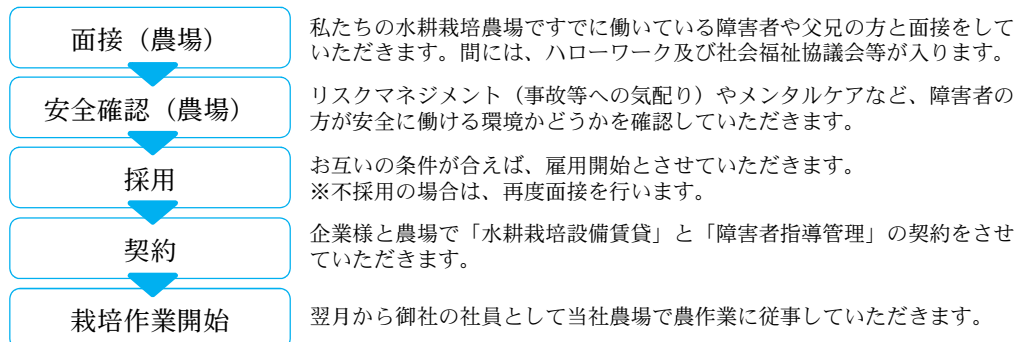 面接（農場）
私たちの水耕栽培農場ですでに働いている障害者や父兄の方と面接をして
いただきます。間には、ハローワーク及び社会福祉協議会等が入ります。
安全確認（農場）
リスクマネジメント（事故等への気配り）やメンタルケアなど、障害者の
方が安全に働ける環境かどうかを確認していただきます。
採用
お互いの条件が合えば、雇用開始とさせていただきます。
※不採用の場合は、再度面接を行います。
契約
企業様と農場で「水耕栽培設備賃貸」と「障害者指導管理」の契約をさせ
ていただきます。
栽培作業開始
翌月から御社の社員として当社農場で農作業に従事していただきます。